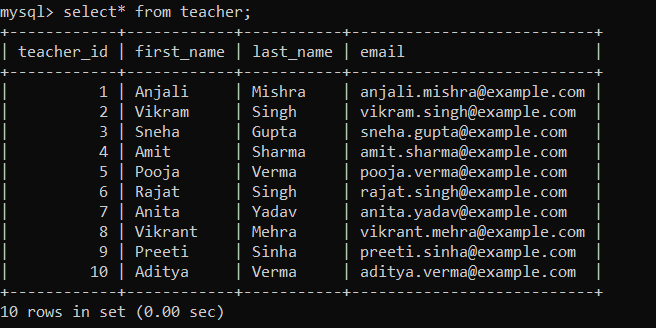 mysql> select* from teacher;
+------------+------------+-----------+---------------------------+
| teacher_id | first_name | last_name | email                     |
+------------+------------+-----------+---------------------------+
|          1 | Anjali     | Mishra    | anjali.mishra@example.com |
|          2 | Vikram     | Singh     | vikram.singh@example.com  |
|          3 | Sneha      | Gupta     | sneha.gupta@example.com   |
|          4 | Amit       | Sharma    | amit.sharma@example.com   |
|          5 | Pooja      | Verma     | pooja.verma@example.com   |
|          6 | Rajat      | Singh     | rajat.singh@example.com   |
|          7 | Anita      | Yadav     | anita.yadav@example.com   |
|          8 | Vikrant    | Mehra     | vikrant.mehra@example.com |
|          9 | Preeti     | Sinha     | preeti.sinha@example.com  |
|         10 | Aditya     | Verma     | aditya.verma@example.com  |
+------------+------------+-----------+---------------------------+
10 rows in set (0.00 sec)